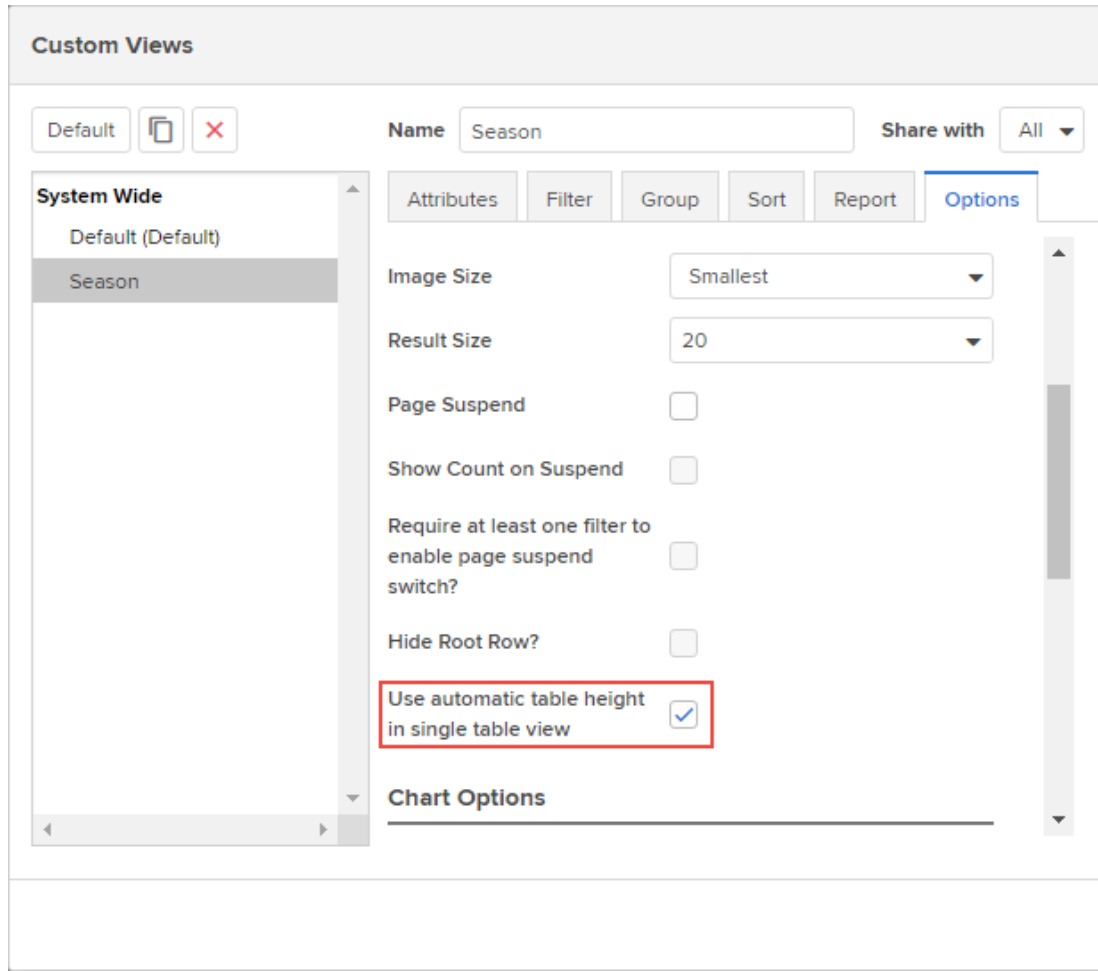 Custom Views
Default
Name Season Share with All
System Wide
Default (Default)
Season
Attributes Filter Group Sort Report Options
Image Size Smallest
Result Size 20
Page Suspend
Show Count on Suspend
Require at least one filter to
enable page suspend
switch?
Hide Root Row?
Use automatic table height
in single table view
Chart Options